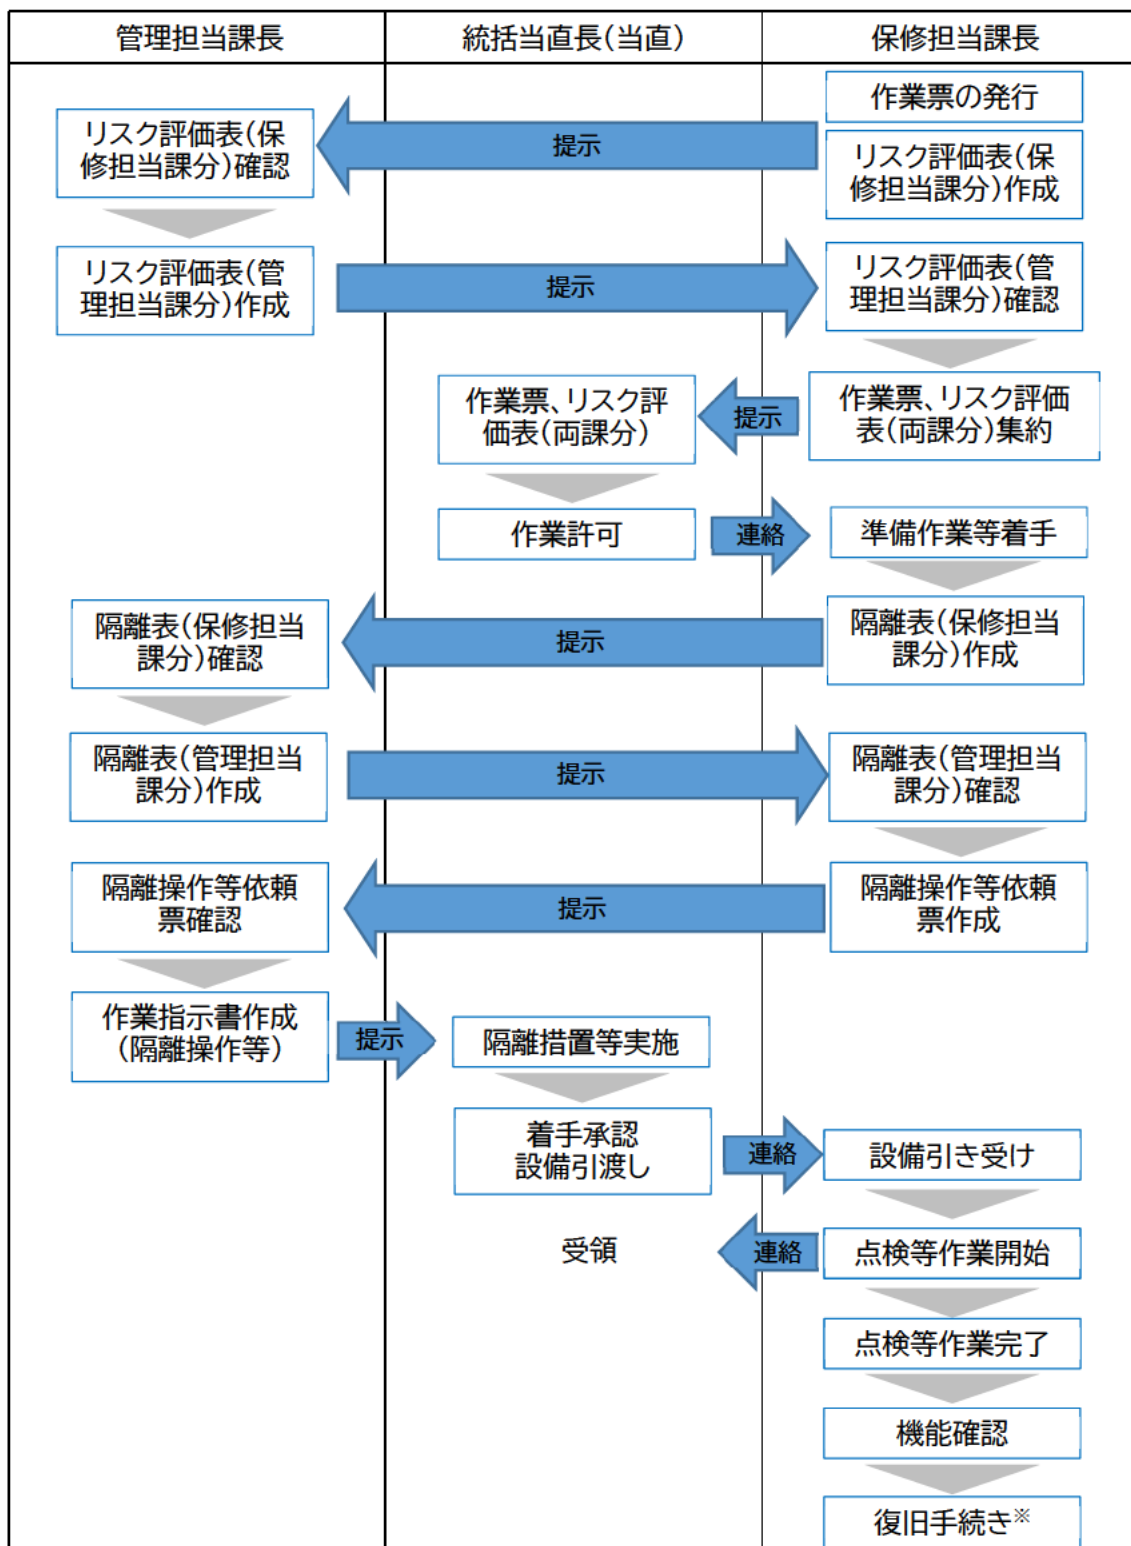 管理担当課長
統括当直長(当直)
保修担当課長
作業票の発行
リスク評価表(保
修担当課分)確認
提示
リスク評価表(保
修担当課分)作成
リスク評価表(管
理担当課分)作成
提示
リスク評価表(管
理担当課分)確認
作業票、リスク評
価表(両課分)
提示
作業票、リスク評価
表(両課分)集約
作業許可
連絡
準備作業等着手
隔離表(保修担当
課分)確認
提示
隔離表(保修担当
課分)作成
隔離表(管理担当
課分)作成
提示
隔離表(管理担当
課分)確認
隔離操作等依頼
票確認
提示
隔離操作等依頼
票作成
作業指示書作成
(隔離操作等)
提示
隔離措置等実施
着手承認
設備引渡し
連絡
設備引き受け
受領
連絡
点検等作業開始
点検等作業完了
機能確認
復旧手続き※